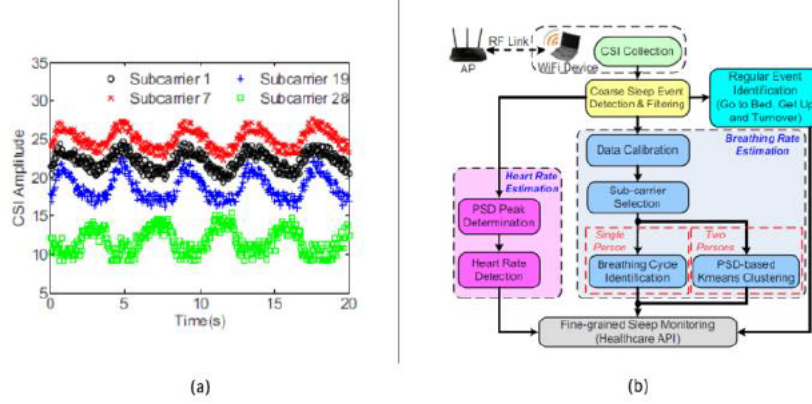 35
30
25
20
15
10
5
CSI Amplitude
Subcarrier 1
Subcarrier 19
Subcarrier 7
Subcarrier 28
0
5
10
15
20
Time(s)
(a)
RF Link
AP
WiFi Device
CSI Collection
Coarse Sleep Event
Detection & Filtering
Regular Event
Identification
(Go to Bed, Get Up
and Turnover)
Breathing Rate
Estimation
Data Calibration
Sub-carrier
Selection
Heart Rate
Estimation
PSD Peak
Determination
Heart Rate
Detection
Single
Person
Two
Persons
Breathing Cycle
Identification
PSD-based
Kmeans Clustering
Fine-grained Sleep Monitoring
(Healthcare API)
(b)